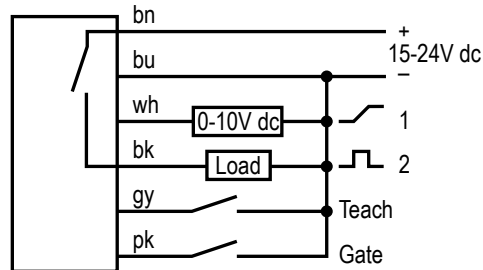 bn
+
15-24V dc
bu
–
wh
0-10V dc
1
bk
Load
2
gy
Teach
pk
Gate